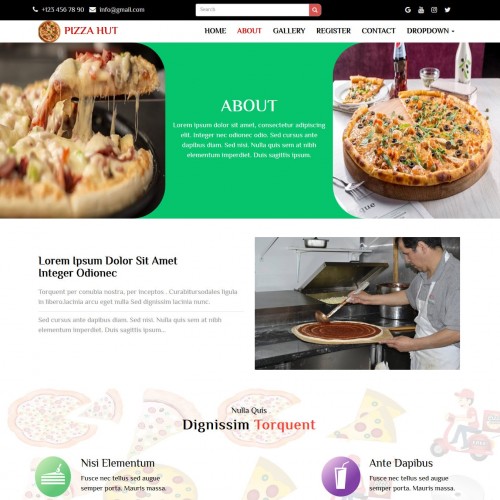 +123 456 78 90 info@gmail.com Search
PIZZA HUT HOME ABOUT GALLERY REGISTER CONTACT DROPDOWN
ABOUT
Lorem ipsum dolor sit amet, consectetur adipiscing
elit. Integer nec odionec odio. Sed cursus ante
dapibus diam. Sed nisi. Nulla quis sem at nibh
elementum imperdiet. Duis sagittis ipsum.
Lorem Ipsum Dolor Sit Amet
Integer Odionec
Torquent per conubia nostra, per inceptos...Curabitursodales ligula
in libero.lacinia arcu eget nulla Sed dignissim lacinia nunc.
Sed cursus ante dapibus diam. Sed nisi. Nulla quis sem at nibh
elementum imperdiet. Duis sagittis ipsum...
Nulla Quis
Dignissim Torquent
Nisi Elementum
Fusce nec tellus sed augue
semper porta. Mauris massa.
Ante Dapibus
Fusce nec tellus sed augue
semper porta. Mauris massa.